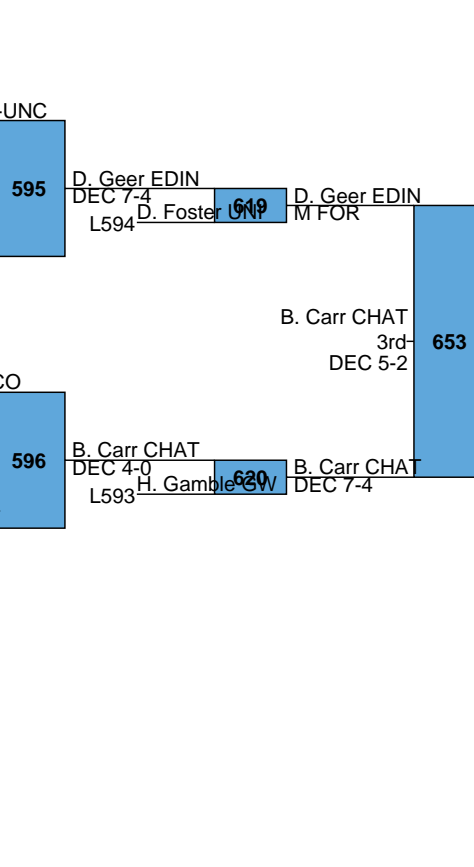 -UNC
595
D. Geer EDIN
DEC 7-4
D. Foster UNI
L594
619
D. Geer EDIN
M FOR
B. Carr CHAT
3rd
DEC 5-2
653
CO
596
B. Carr CHAT
DEC 4-0
H. Gamble GW
L593
620
B. Carr CHAT
DEC 7-4